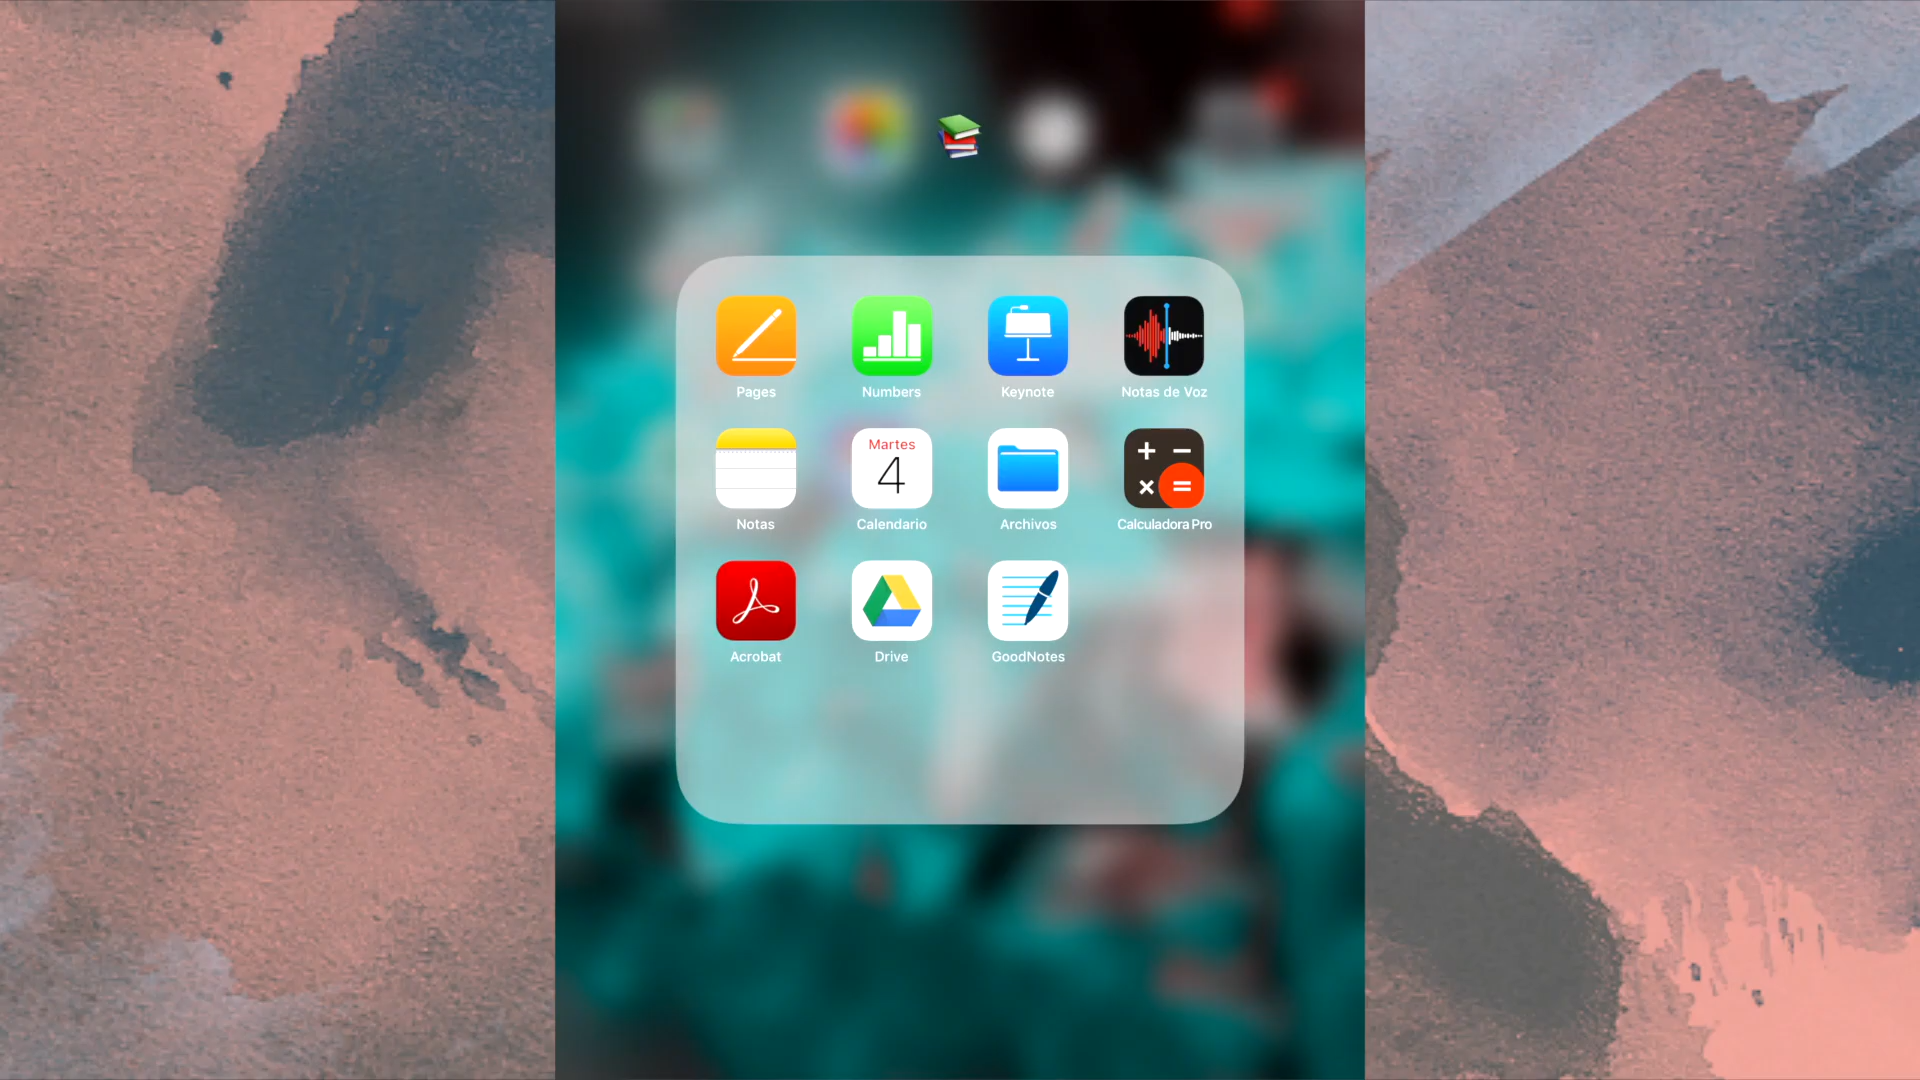 Pages
Numbers
Keynote
Notas de Voz
Martes
4
Notas
Calendario
Archivos
Calculadora Pro
Acrobat
Drive
GoodNotes